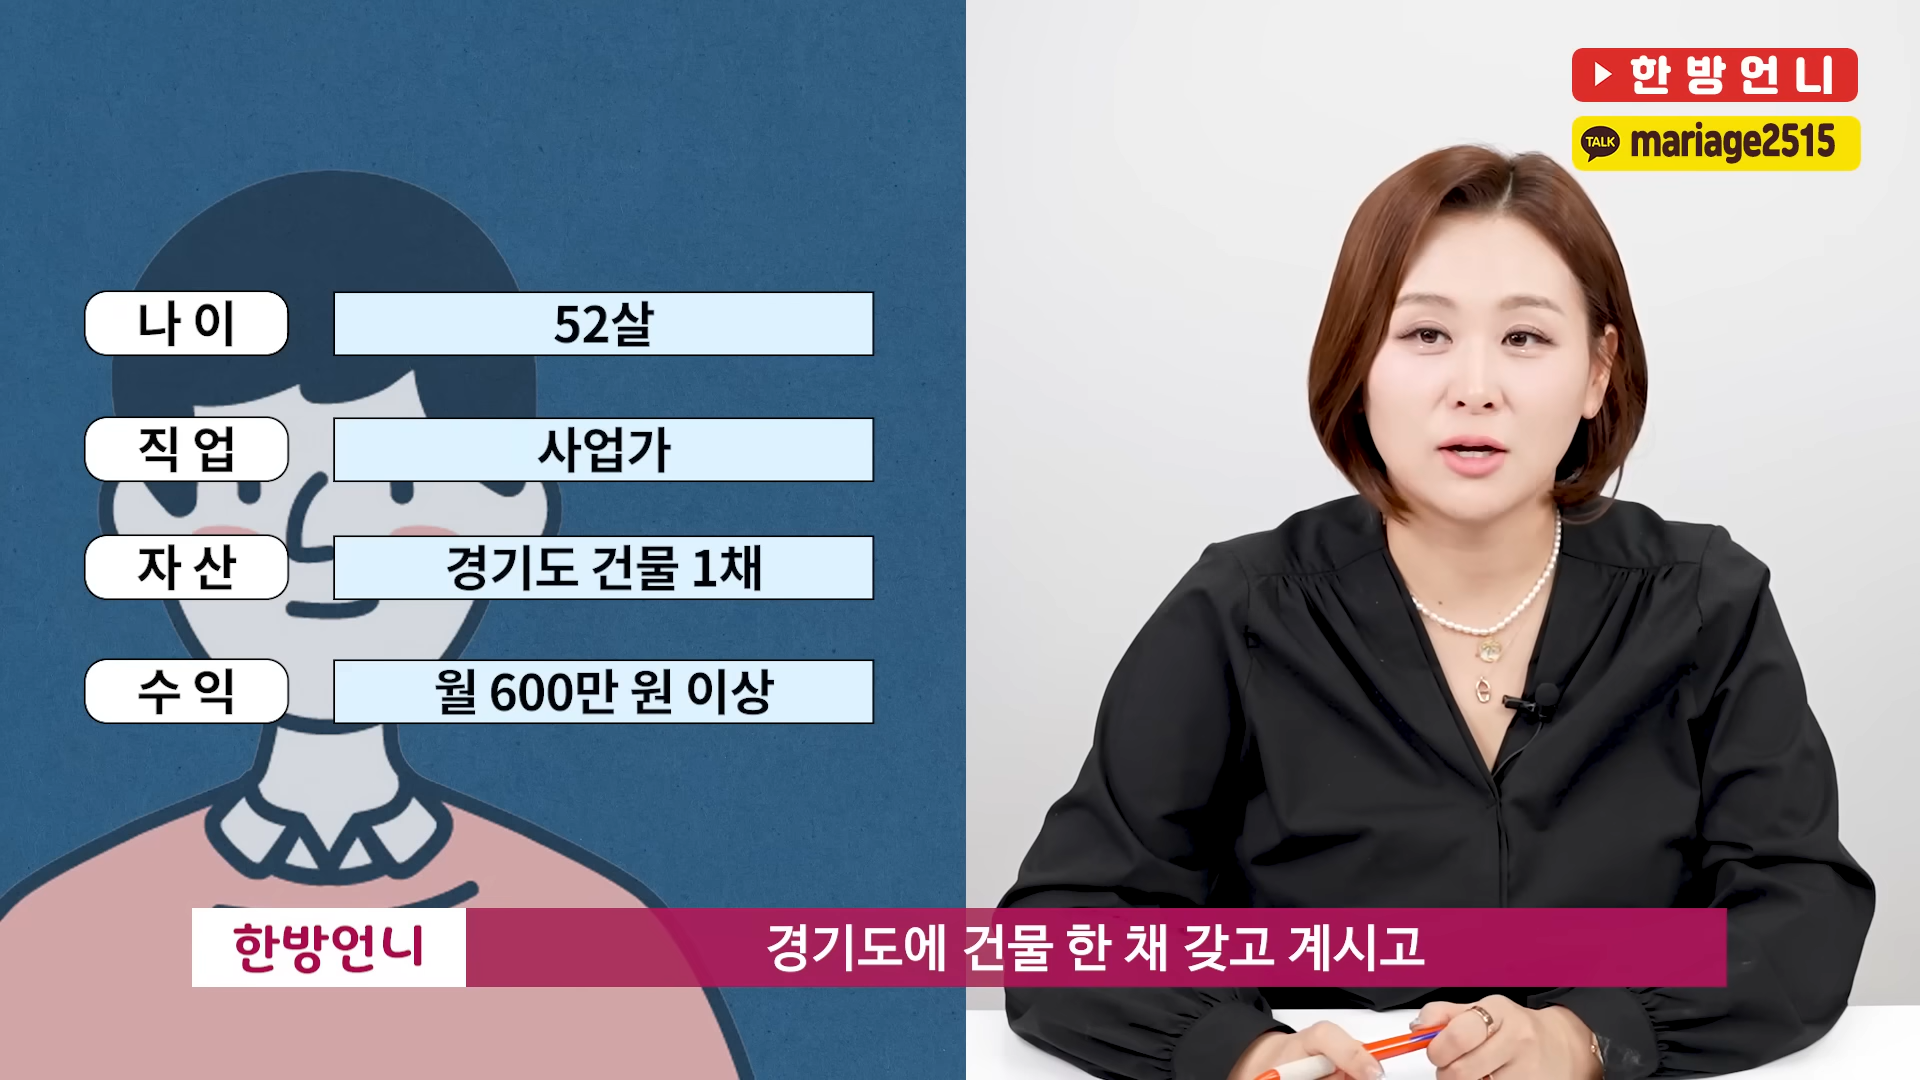 한방언니
TALK mariage2515
나이 52살
직업 사업가
자산 경기도 건물 1채
수익 월 600만 원 이상
한방언니 경기도에 건물 한 채 갖고 계시고